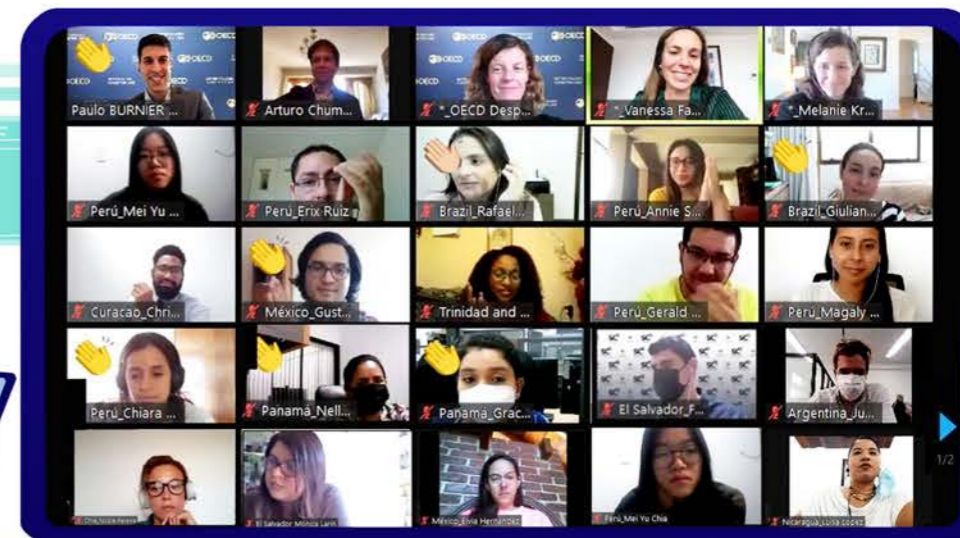 OECD
Paulo BURNIER ...
Arturo Chum...
*_OECD Desp...
*_Vanessa Fa...
*_Melanie Kr...
Perú_Mei Yu ...
Perú_Erix Ruiz
Brazil_Rafael...
Perú_Annie S...
Brazil_Giulian...
Curacao_Chri...
México_Gust...
Trinidad and ...
Perú_Gerald ...
Perú_Magaly ...
Perú_Chiara ...
Panamá_Nell...
Panamá_Grac...
El Salvador_F...
Argentina_Ju...
1/2
El Salvador Mónica Larín
México_Elvia Hernández
Perú_Mei Yu Chia
Nicaragua_Luna López